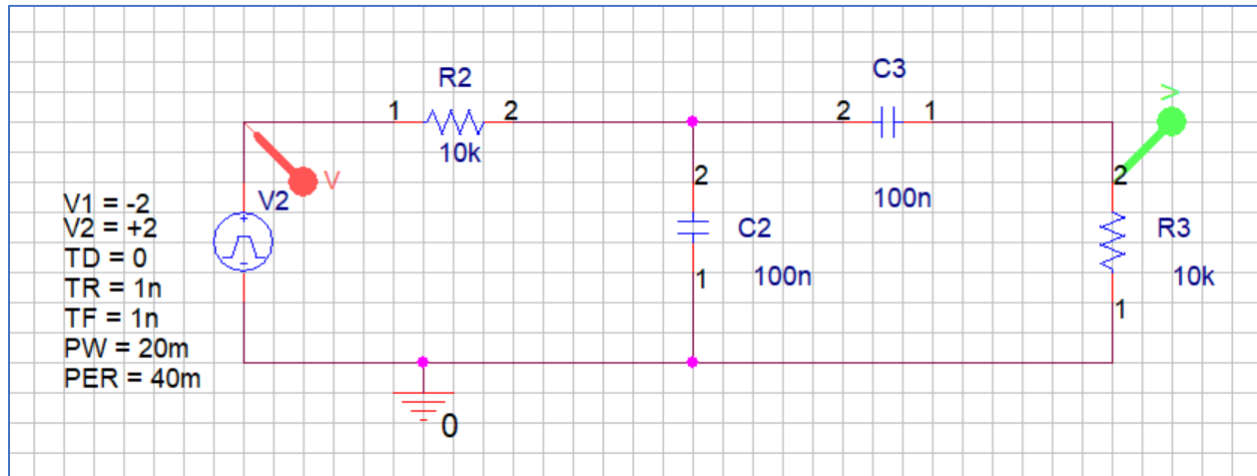 C3
R2
V
1
2
2
1
10k
2
2
V
V2
100n
V1 = -2
V2 = +2
TD = 0
TR = 1n
TF = 1n
PW = 20m
PER = 40m
C2
R3
100n
10k
1
1
0